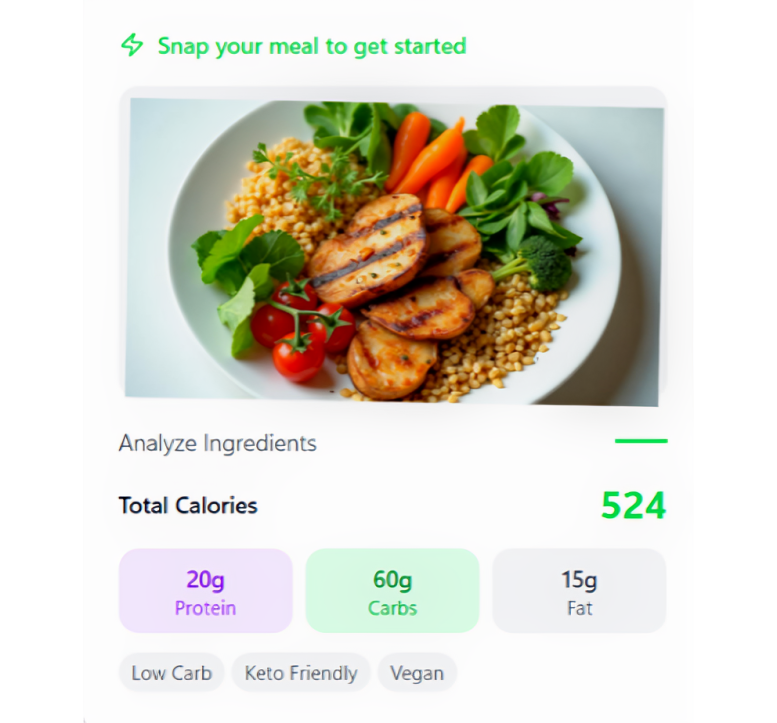 Snap your meal to get started
Analyze Ingredients
Total Calories
524
20g
Protein
60g
Carbs
15g
Fat
Low Carb
Keto Friendly
Vegan